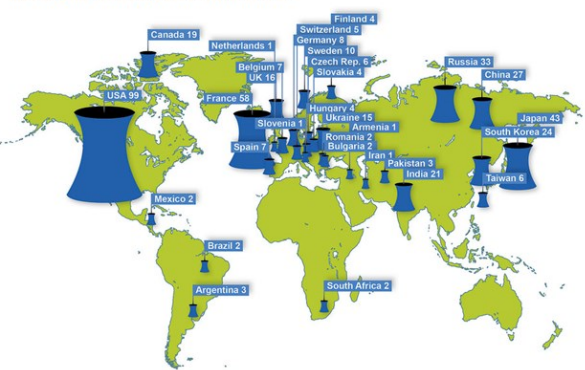 Finland 4
Canada 19
Switzerland 5
Netherlands 1
Germany 8
Sweden 10
Belgium 7
Czech Rep. 6
Russia 33
UK 16
Slovakia 4
China 27
USA 99
France 58
Hungary 4
Ukraine 15
Japan 43
Slovenia 1
Armenia 1
South Korea 24
Spain 7
Romania 2
Bulgaria 2
Iran 1
Pakistan 3
India 21
Taiwan 6
Mexico 2
Brazil 2
Argentina 3
South Africa 2